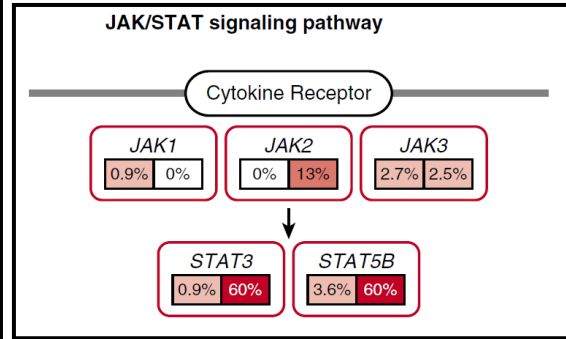 JAK/STAT signaling pathway
Cytokine Receptor
JAK1 JAK2 JAK3
0.9% 0% 0% 13% 2.7% 2.5%
STAT3 STAT5B
0.9% 60% 3.6% 60%